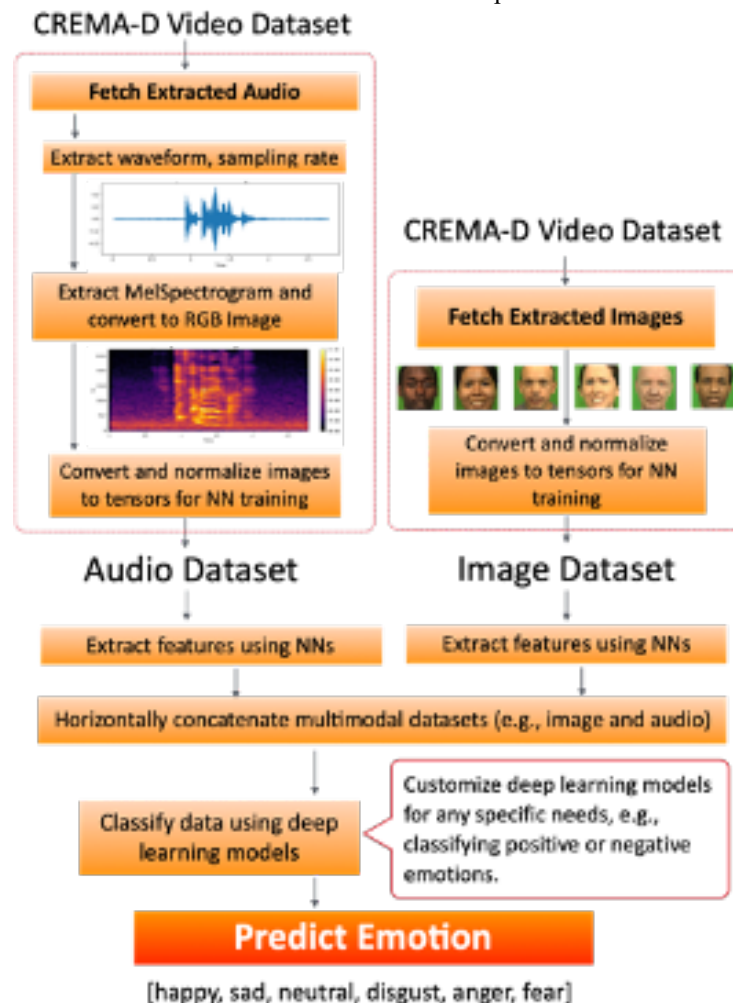 CREMA-D Video Dataset
Fetch Extracted Audio
Extract waveform, sampling rate
Extract MelSpectrogram and
convert to RGB Image
Convert and normalize images
to tensors for NN training
CREMA-D Video Dataset
Fetch Extracted Images
Convert and normalize
images to tensors for NN
training
Audio Dataset
Image Dataset
Extract features using NNs
Extract features using NNs
Horizontally concatenate multimodal datasets (e.g., image and audio)
Classify data using deep
learning models
Customize deep learning models
for any specific needs, e.g.,
classifying positive or negative
emotions.
Predict Emotion
[happy, sad, neutral, disgust, anger, fear]